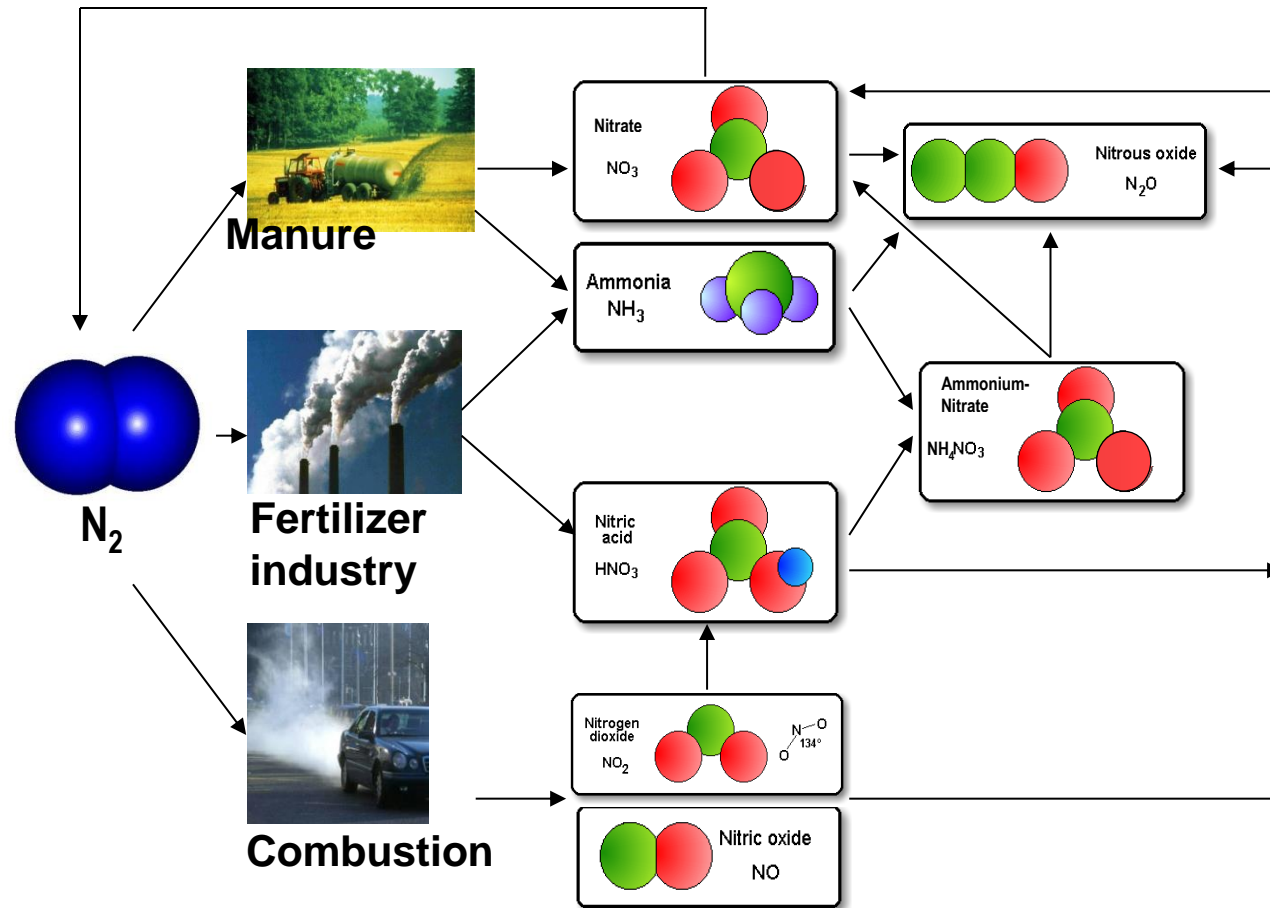 N₂
Manure
Fertilizer
industry
Combustion
Nitrate
NO₃
Ammonia
NH₃
Nitric
acid
HNO₃
Nitrogen
dioxide
NO₂
N
O
O
134°
Nitric oxide
NO
Nitrous oxide
N₂O
Ammonium-
Nitrate
NH₄NO₃